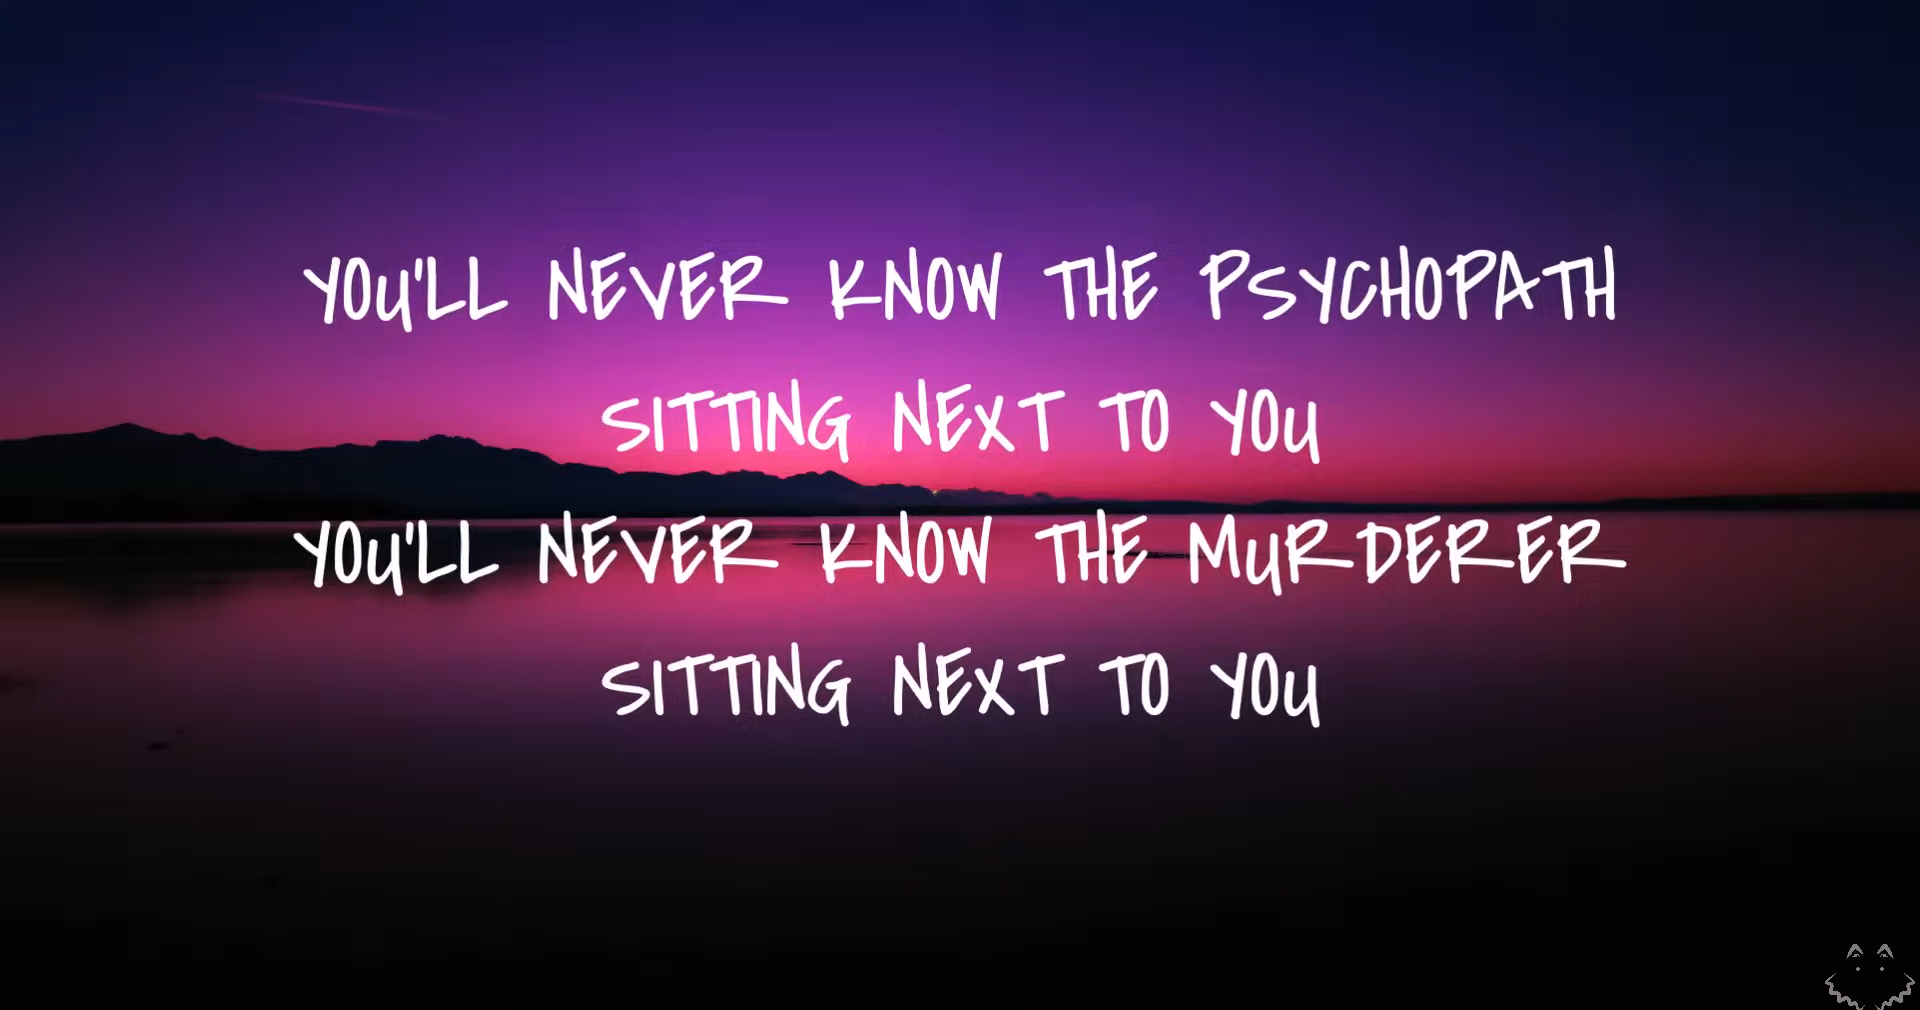 YOU'LL NEVER KNOW THE PSYCHOPATH
SITTING NEXT TO YOU
YOU'LL NEVER KNOW THE MURDERER
SITTING NEXT TO YOU